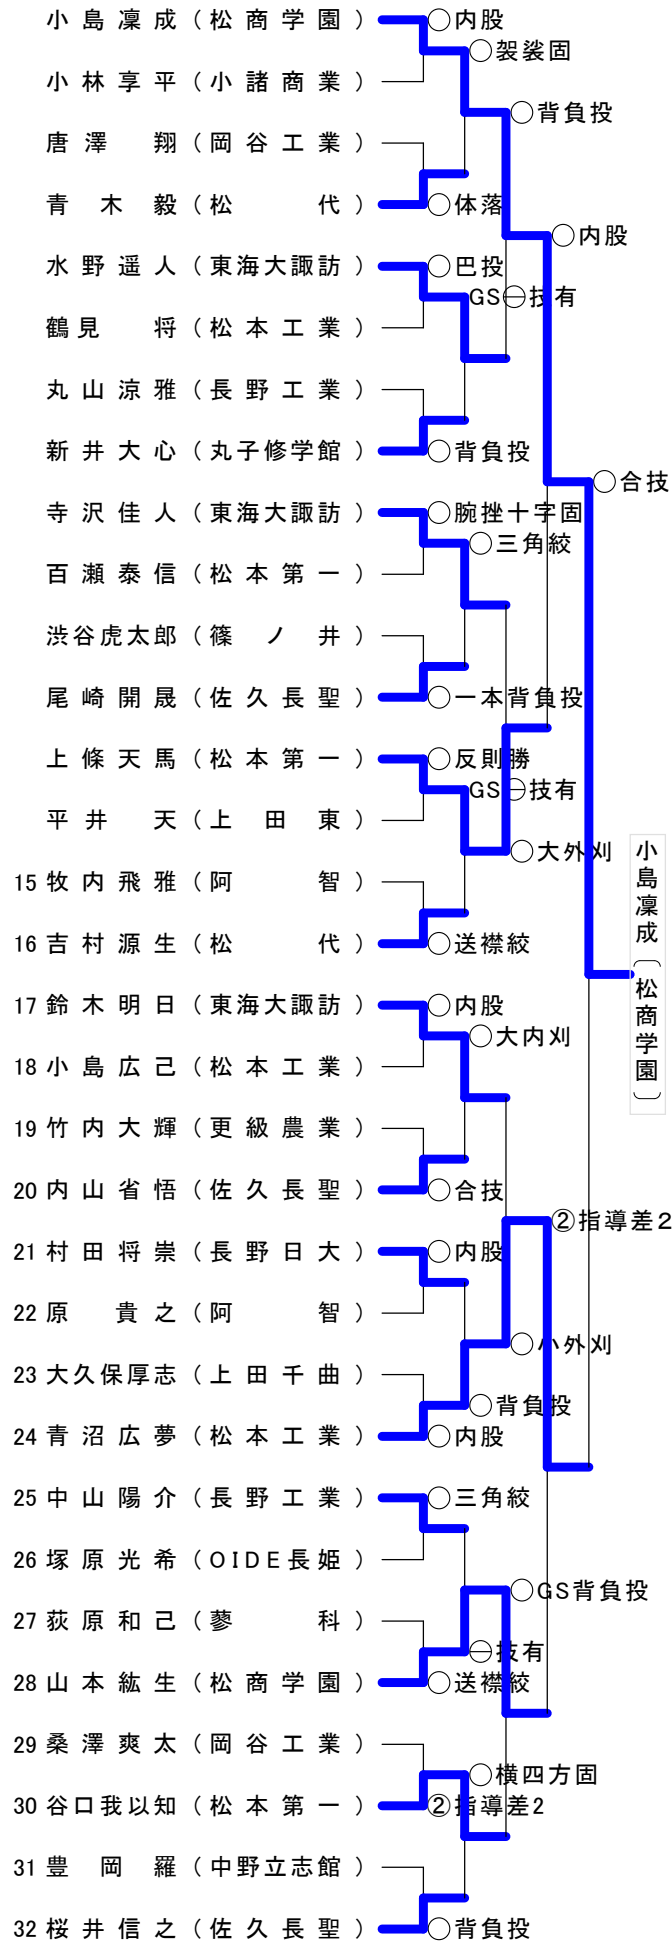 小島凜成（松商学園） ○内股
○袈裟固
小林享平（小諸商業）
○背負投
唐澤　翔（岡谷工業）
青木　毅（松　代） ○体落
○内股
水野遥人（東海大諏訪） ○巴投
GS㊀技有
鶴見　将（松本工業）
丸山涼雅（長野工業）
新井大心（丸子修学館） ○背負投
○合技
寺沢佳人（東海大諏訪） ○腕挫十字固
○三角絞
百瀬泰信（松本第一）
渋谷虎太郎（篠ノ井）
尾崎開晟（佐久長聖） ○一本背負投
上條天馬（松本第一） ○反則勝
GS㊀技有
平井　天（上田東）
○大外刈
15 牧内飛雅（阿　智）
16 吉村源生（松　代） ○送襟絞
小島凜成（松商学園）
17 鈴木明日（東海大諏訪） ○内股
○大内刈
18 小島広己（松本工業）
19 竹内大輝（更級農業）
20 内山省悟（佐久長聖） ○合技
②指導差2
21 村田将崇（長野日大） ○内股
22 原　貴之（阿　智）
○小外刈
23 大久保厚志（上田千曲）
○背負投
24 青沼広夢（松本工業） ○内股
25 中山陽介（長野工業） ○三角絞
26 塚原光希（OIDE長姫）
○GS背負投
27 荻原和己（蓼　科）
㊀技有
28 山本紘生（松商学園） ○送襟絞
29 桑澤爽太（岡谷工業）
○横四方固
30 谷口我以知（松本第一） ②指導差2
31 豊岡　羅（中野立志館）
32 桜井信之（佐久長聖） ○背負投